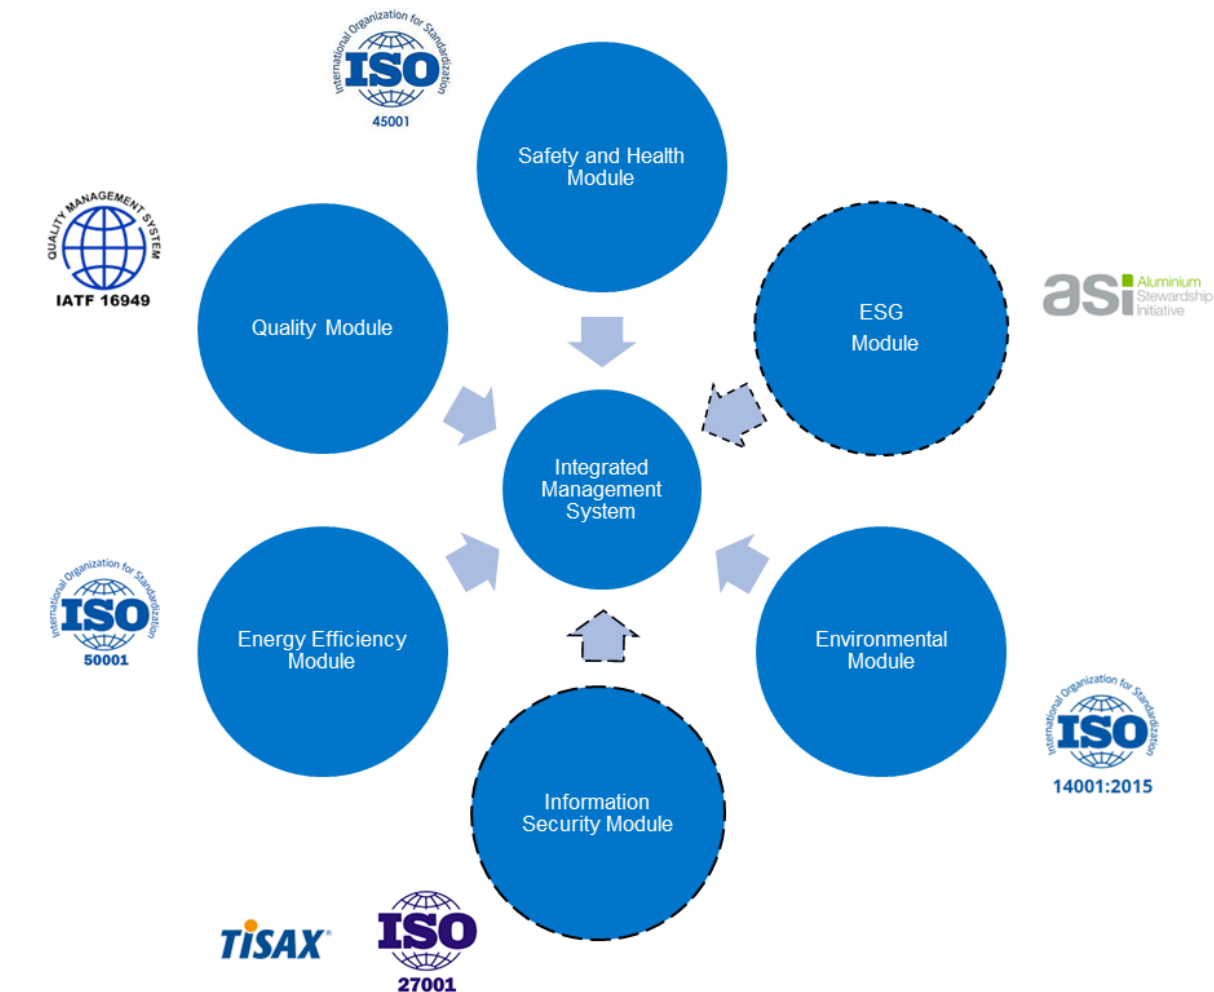 International Organization for Standardization
ISO
45001
Safety and Health
Module
QUALITY MANAGEMENT SYSTEM
IATF 16949
Quality Module
ESG
Module
asi
Aluminium
Stewardship
Initiative
Integrated
Management
System
International Organization for Standardization
ISO
50001
Energy Efficiency
Module
Environmental
Module
International Organization for Standardization
ISO
14001:2015
Information
Security Module
TiSAX®
ISO
27001